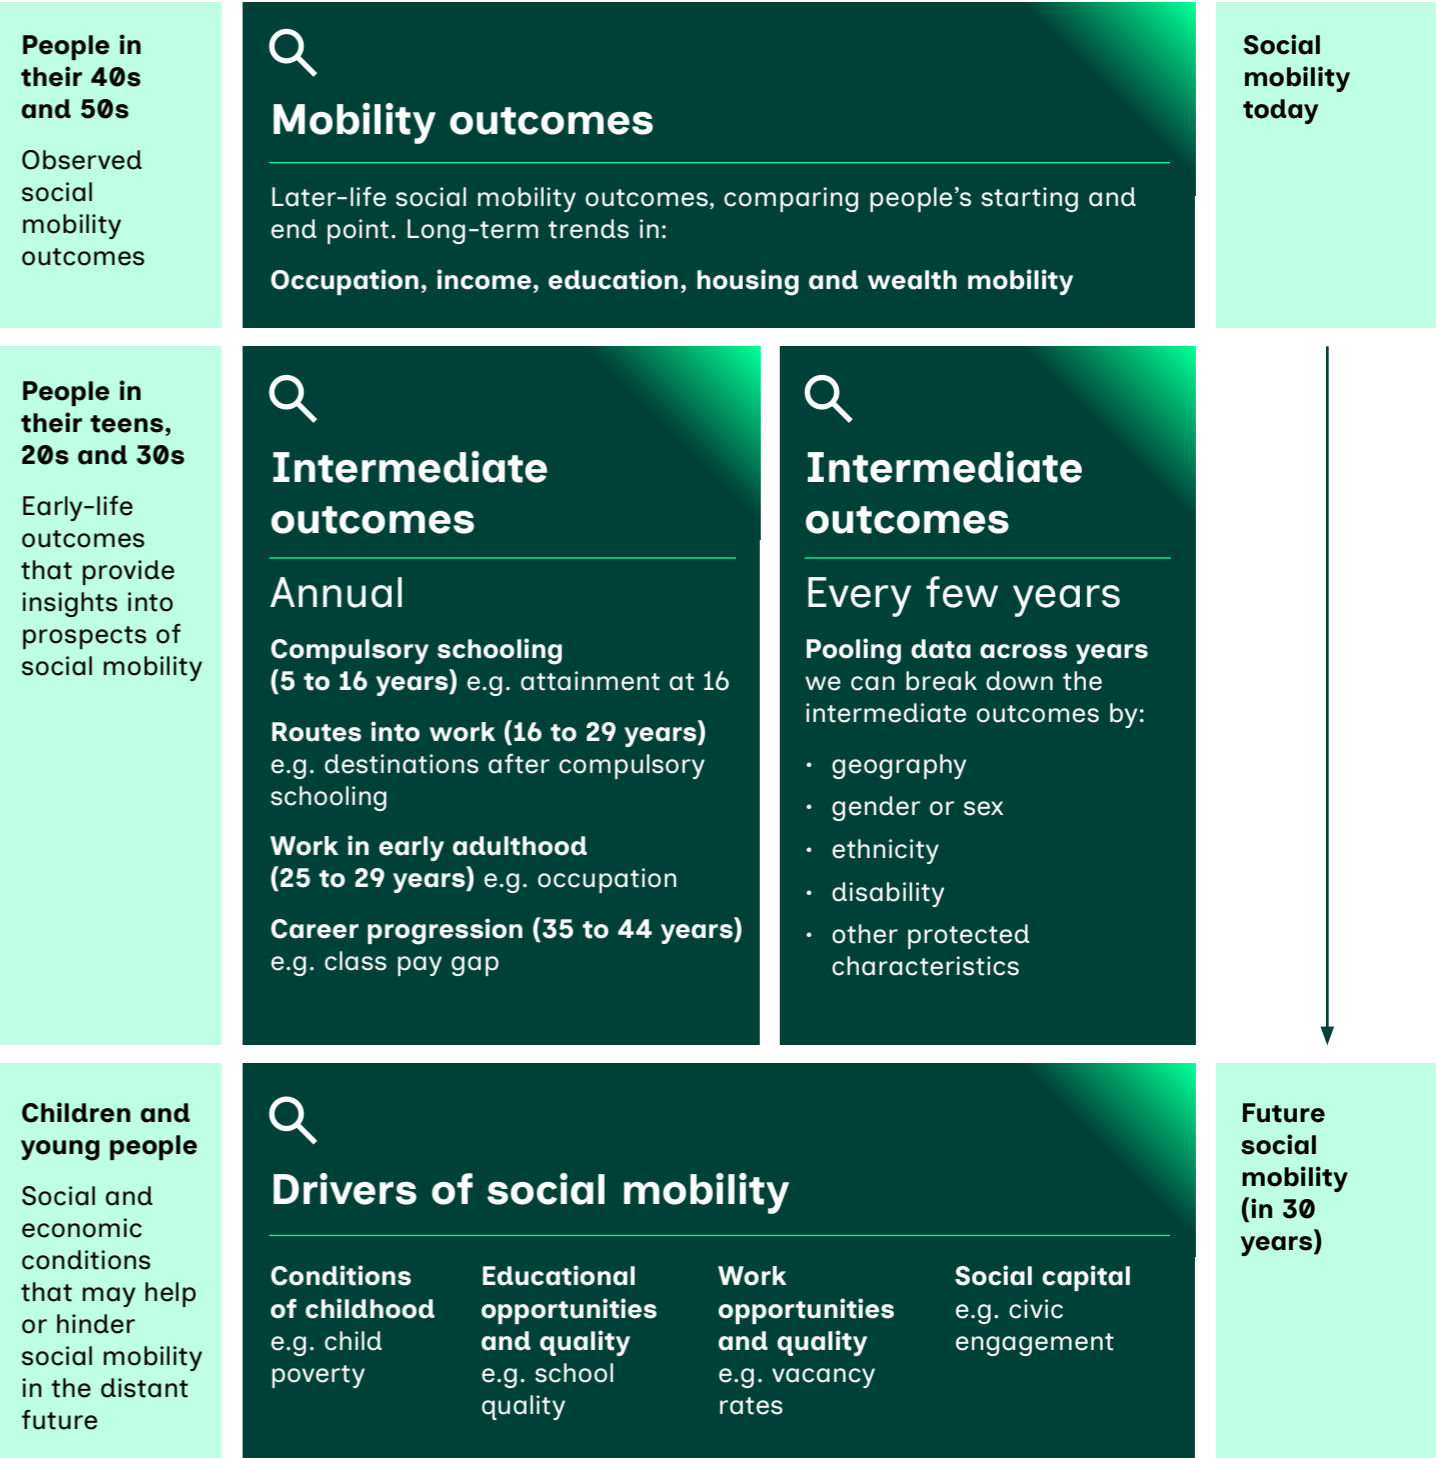 People in
their 40s
and 50s
Observed
social
mobility
outcomes
Mobility outcomes
Later-life social mobility outcomes, comparing people’s starting and
end point. Long-term trends in:
Occupation, income, education, housing and wealth mobility
Social
mobility
today
People in
their teens,
20s and 30s
Early-life
outcomes
that provide
insights into
prospects of
social mobility
Intermediate
outcomes
Annual
Compulsory schooling
(5 to 16 years) e.g. attainment at 16
Routes into work (16 to 29 years)
e.g. destinations after compulsory
schooling
Work in early adulthood
(25 to 29 years) e.g. occupation
Career progression (35 to 44 years)
e.g. class pay gap
Intermediate
outcomes
Every few years
Pooling data across years
we can break down the
intermediate outcomes by:
• geography
• gender or sex
• ethnicity
• disability
• other protected
characteristics
Children and
young people
Social and
economic
conditions
that may help
or hinder
social mobility
in the distant
future
Drivers of social mobility
Conditions
of childhood
e.g. child
poverty
Educational
opportunities
and quality
e.g. school
quality
Work
opportunities
and quality
e.g. vacancy
rates
Social capital
e.g. civic
engagement
Future
social
mobility
(in 30
years)